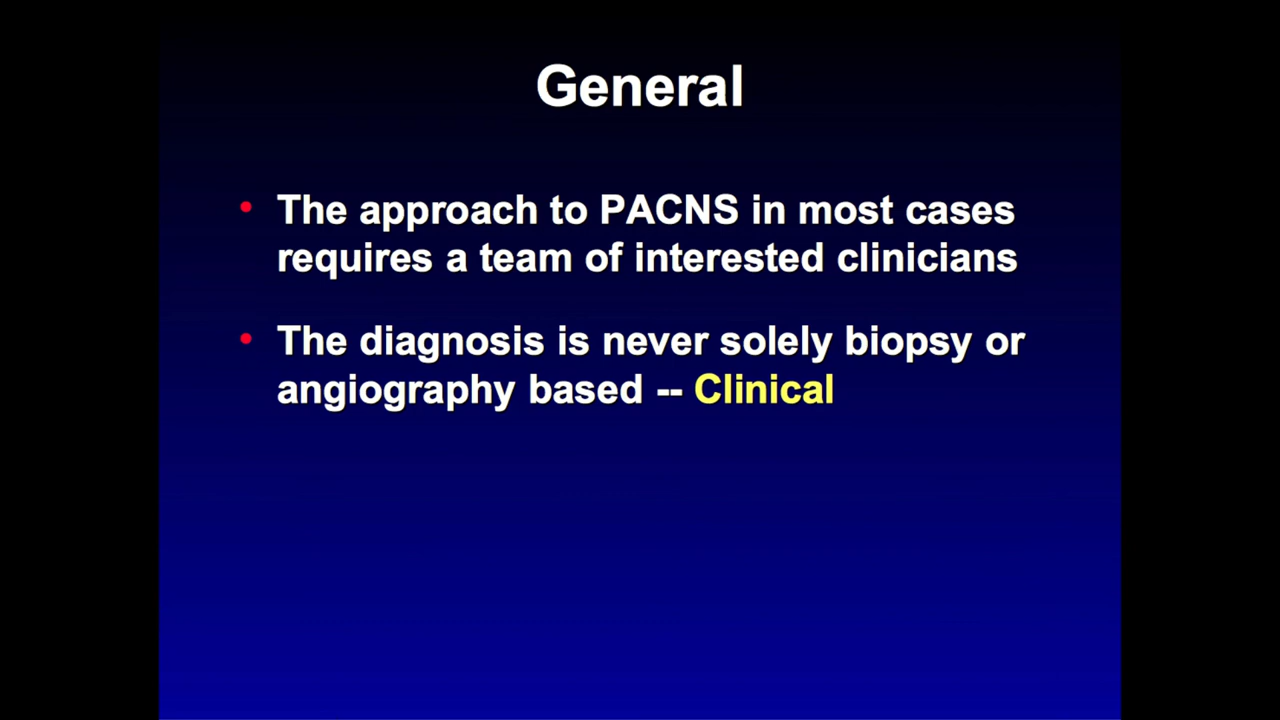 General
• The approach to PACNS in most cases
requires a team of interested clinicians
• The diagnosis is never solely biopsy or
angiography based -- Clinical